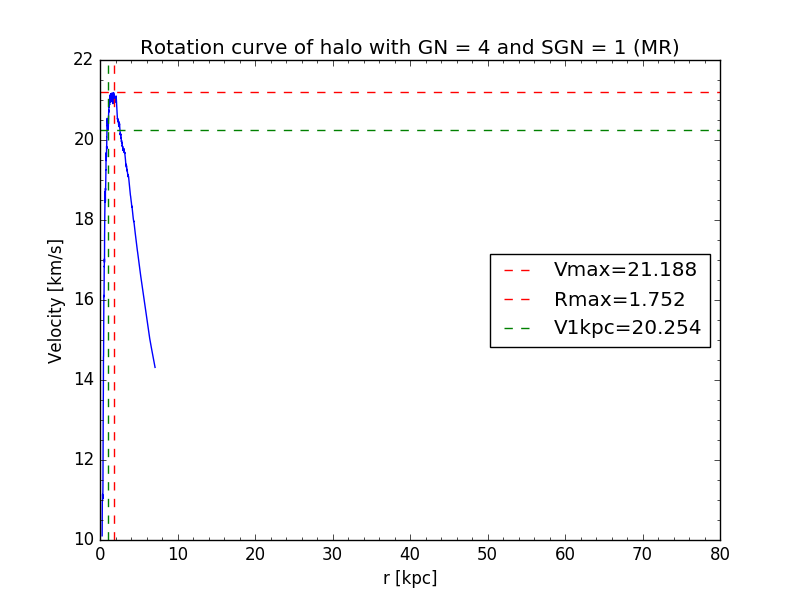 Rotation curve of halo with GN = 4 and SGN = 1 (MR)
22
20
18
16
14
12
10
Velocity [km/s]
Vmax=21.188
Rmax=1.752
V1kpc=20.254
0 10 20 30 40 50 60 70 80
r [kpc]